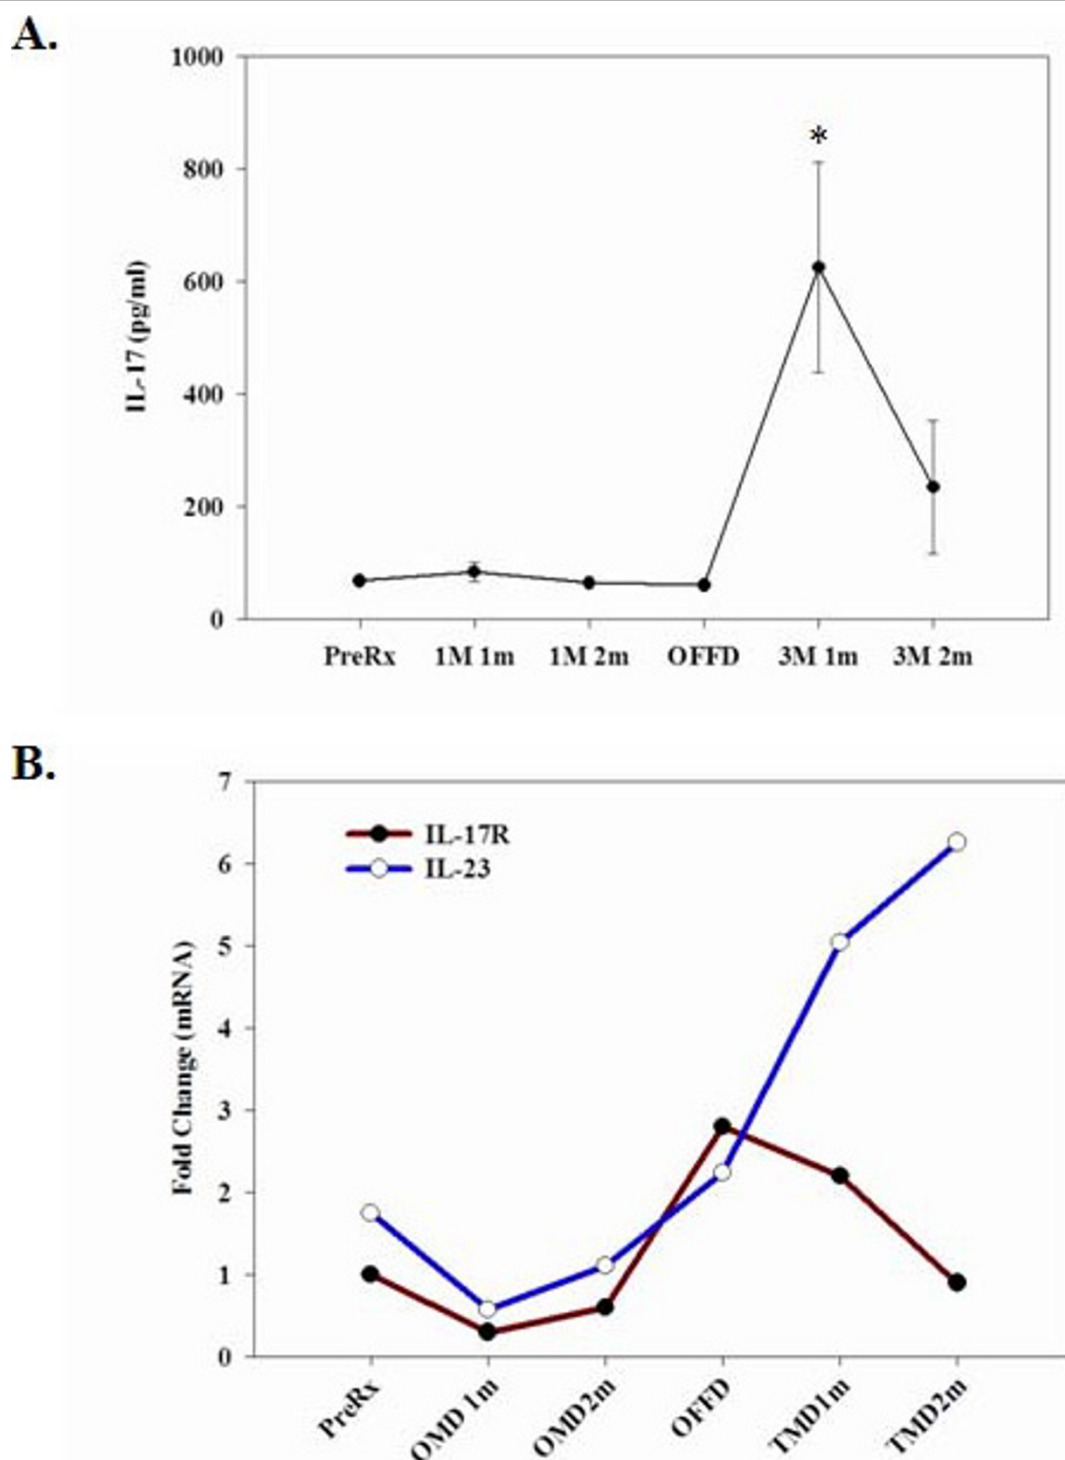 A.
1000
800
600
400
200
0
IL-17 (pg/ml)
*
PreRx 1M 1m 1M 2m OFFD 3M 1m 3M 2m
B.
7
6
5
4
3
2
1
0
Fold Change (mRNA)
IL-17R
IL-23
PreRx OMD 1m OMD2m OFFD TMD1m TMD2m